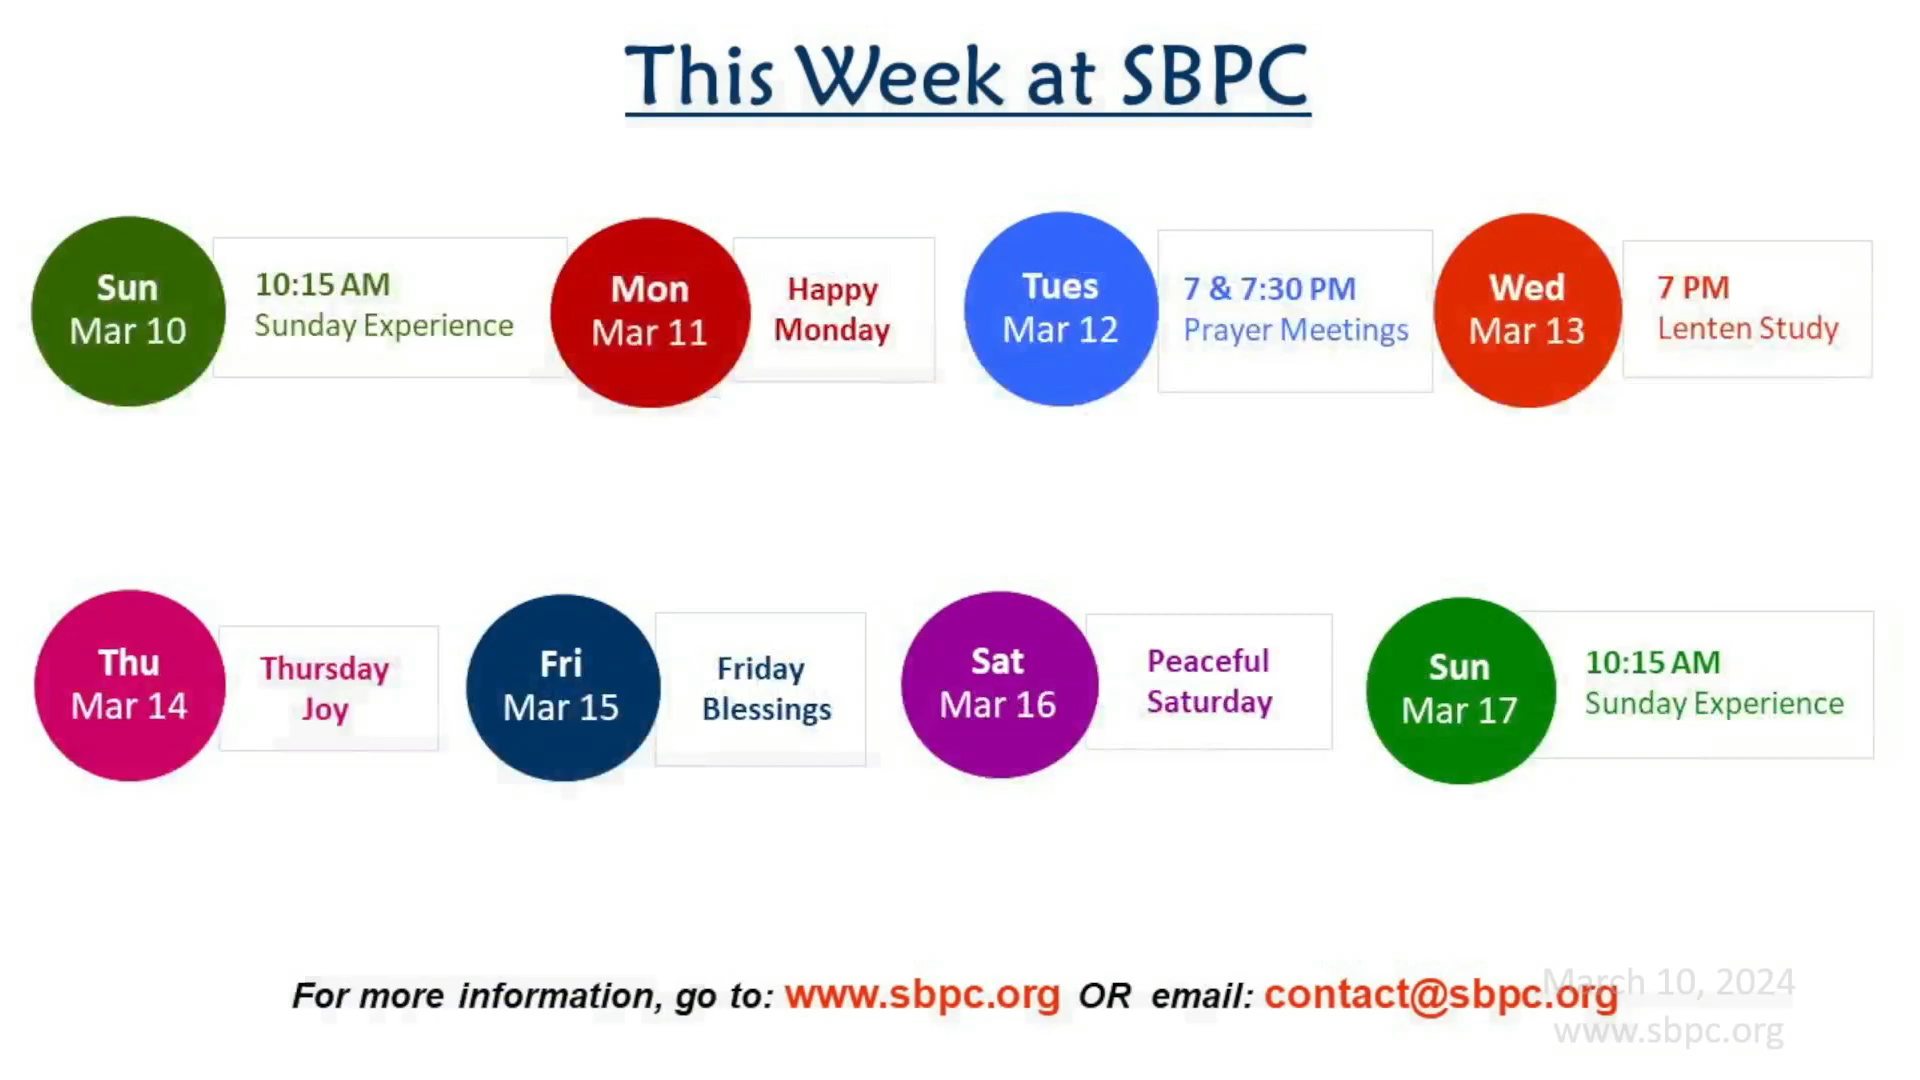 This Week at SBPC
Sun
Mar 10
10:15 AM
Sunday Experience
Mon
Mar 11
Happy
Monday
Tues
Mar 12
7 & 7:30 PM
Prayer Meetings
Wed
Mar 13
7 PM
Lenten Study
Thu
Mar 14
Thursday
Joy
Fri
Mar 15
Friday
Blessings
Sat
Mar 16
Peaceful
Saturday
Sun
Mar 17
10:15 AM
Sunday Experience
For more information, go to: www.sbpc.org OR email: contact@sbpc.org
March 10, 2024
www.sbpc.org